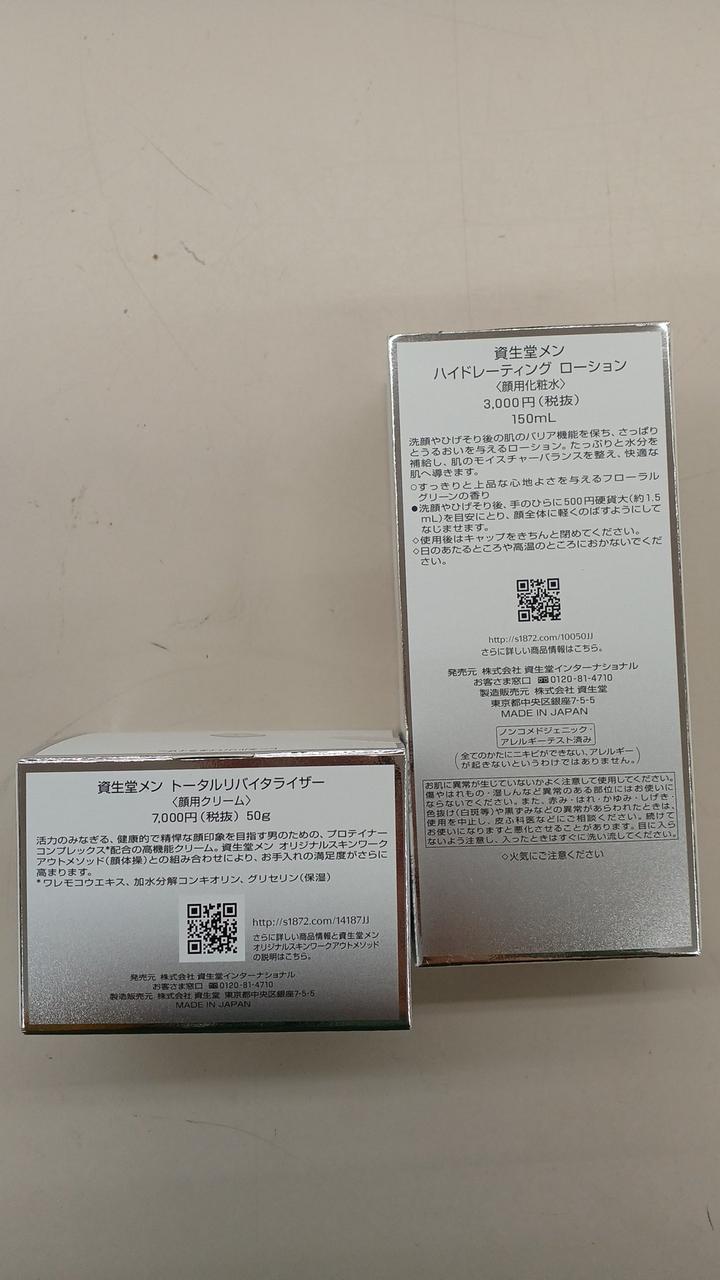 資生堂メン
ハイドレーティング ローション
〈顔用化粧水〉
3,000円(税抜)
150mL
洗顔やひげそり後の肌のバリア機能を保ち、さっぱり
とうるおいを与えるローション。たっぷりと水分を
補給し、肌のモイスチャーバランスを整え、快適な
肌へ導きます。
○すっきりと上品な心地よさを与えるフローラル
グリーンの香り
●洗顔やひげそり後、手のひらに500円硬貨大(約1.5
mL)を目安にとり、顔全体に軽くのばすようにして
なじませます。
◇使用後はキャップをきちんと閉めてください。
◇日のあたるところや高温のところにおかないでくだ
さい。
http://s1872.com/10050JJ
さらに詳しい商品情報はこちら。
発売元 株式会社 資生堂インターナショナル
お客さま窓口 0120-81-4710
製造販売元 株式会社 資生堂
東京都中央区銀座7-5-5
MADE IN JAPAN
ノンコメドジェニック・
アレルギーテスト済み
(全てのかたにニキビができない、アレルギー
が起きないというわけではありません。)
お肌に異常が生じていないかよく注意して使用してください。
傷やはれもの・湿しんなど異常のある部位にはお使いに
ならないでください。また、赤み・はれ・かゆみ・しげき・
色抜け(白斑等)や黒ずみなどの異常があらわれたときは、
使用を中止し、皮ふ科医などにご相談ください。続けて
お使いになりますと悪化させることがあります。目に入ら
ないよう注意し、入ったときはすぐに洗い流してください。
◇火気にご注意ください
資生堂メン トータルリバイタライザー
〈顔用クリーム〉
7,000円(税抜) 50g
活力のみなぎる、健康的で精悍な顔印象を目指す男のための、プロテイナー
コンプレックス*配合の高機能クリーム。資生堂メン オリジナルスキンワーク
アウトメソッド(顔体操)との組み合わせにより、お手入れの満足度がさらに
高まります。
*ワレモコウエキス、加水分解コンキオリン、グリセリン(保湿)
http://s1872.com/14187JJ
さらに詳しい商品情報と資生堂メン
オリジナルスキンワークアウトメソッド
の説明はこちら。
発売元 株式会社 資生堂インターナショナル
お客さま窓口 0120-81-4710
製造販売元 株式会社 資生堂 東京都中央区銀座7-5-5
MADE IN JAPAN